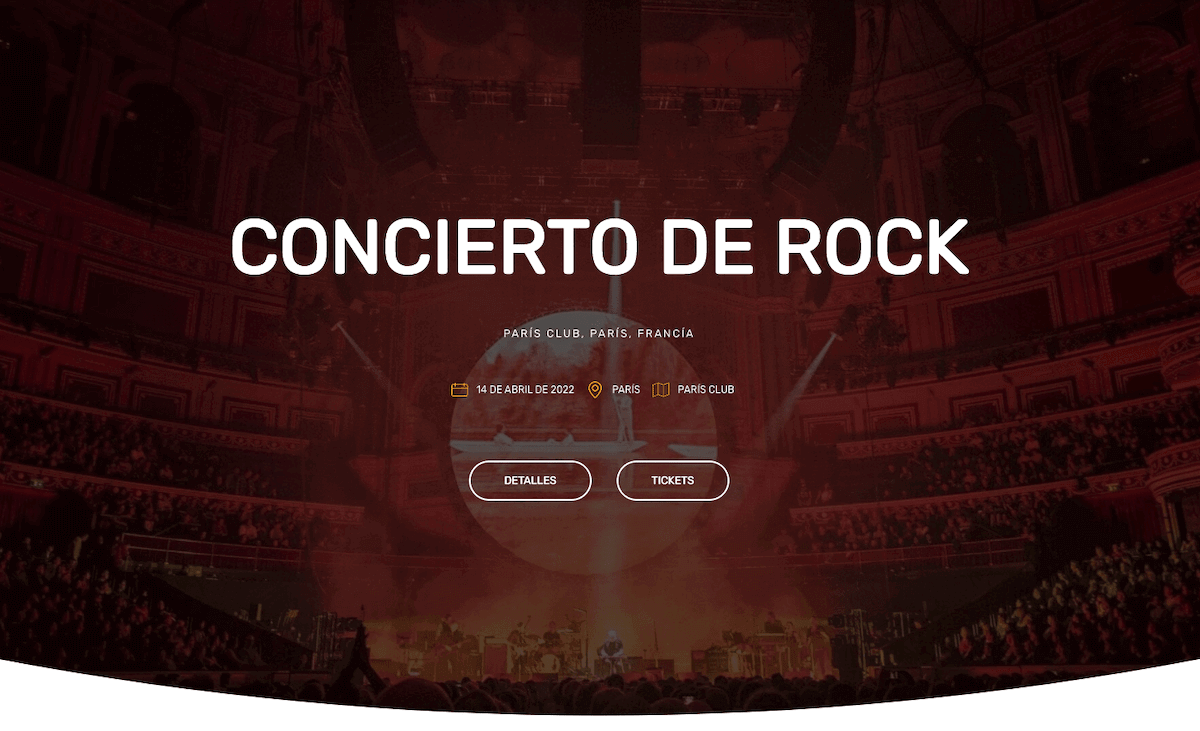 CONCIERTO DE ROCK
PARÍS CLUB, PARÍS, FRANCÍA
14 DE ABRIL DE 2022 PARÍS PARÍS CLUB
DETALLES TICKETS